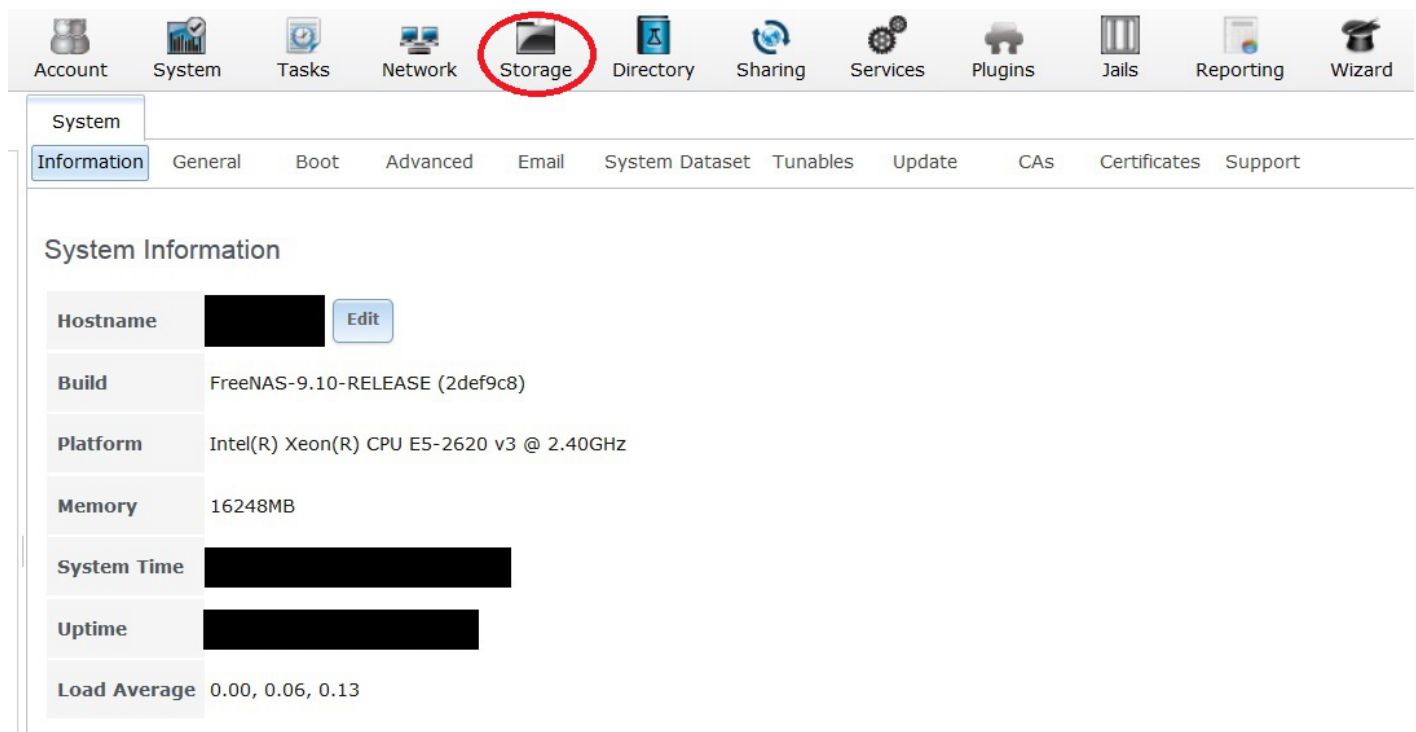 Account System Tasks Network Storage Directory Sharing Services Plugins Jails Reporting Wizard
System
Information General Boot Advanced Email System Dataset Tunables Update CAs Certificates Support
System Information
Hostname Edit
Build FreeNAS-9.10-RELEASE (2def9c8)
Platform Intel(R) Xeon(R) CPU E5-2620 v3 @ 2.40GHz
Memory 16248MB
System Time
Uptime
Load Average 0.00, 0.06, 0.13